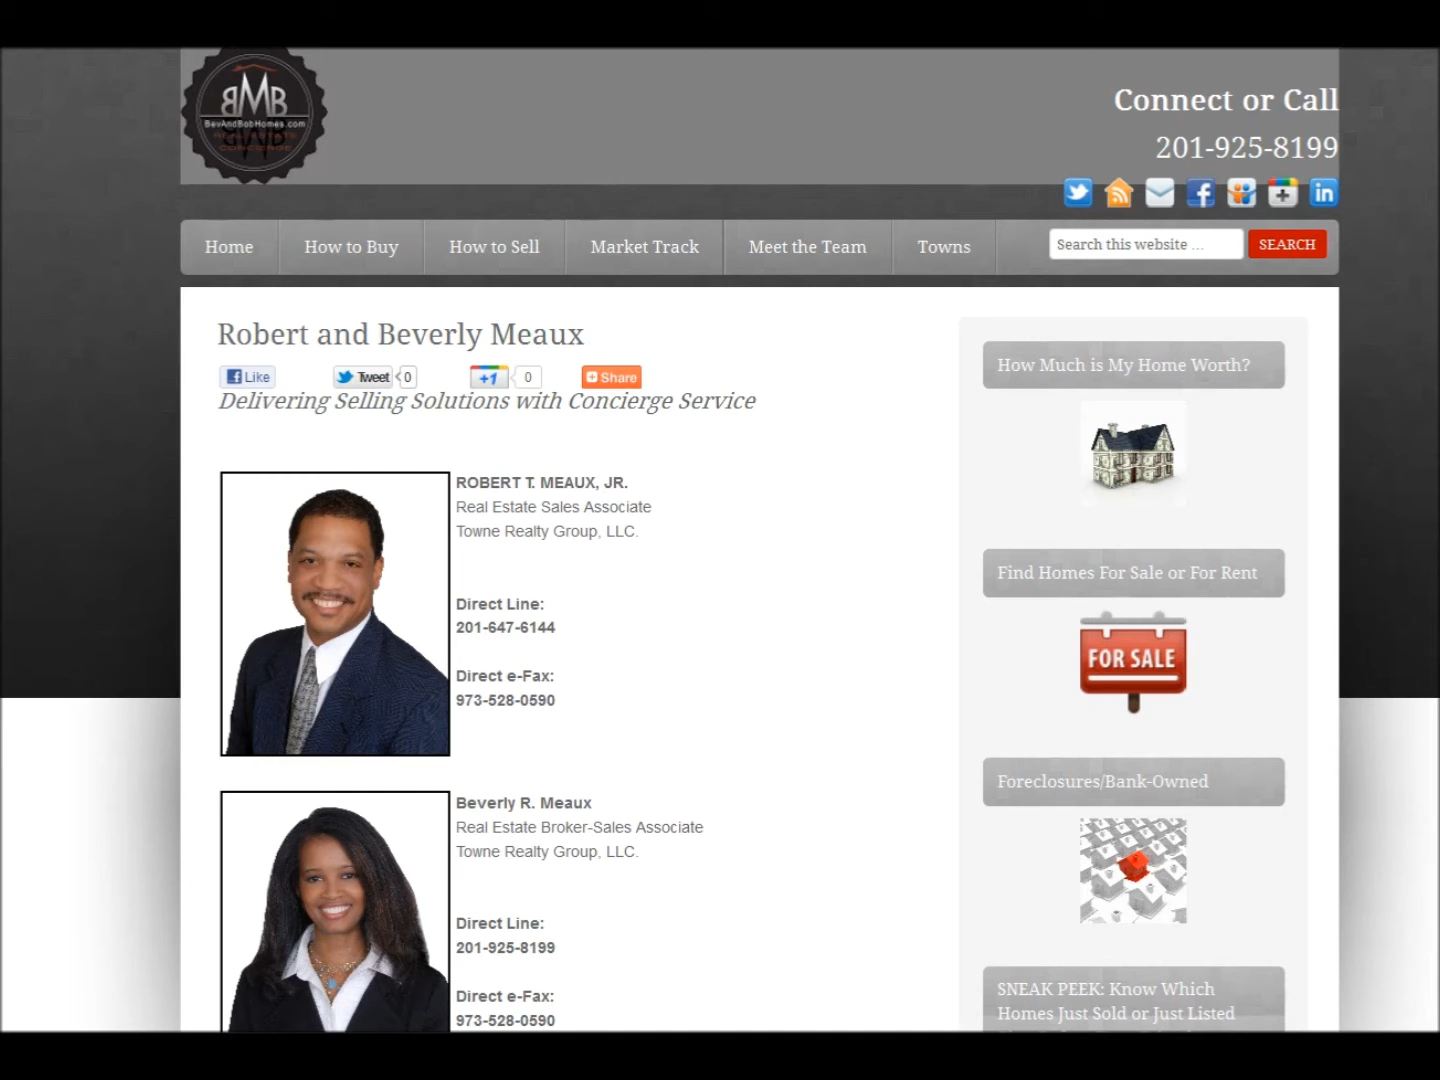 BMB
BevAndBobHomes.com
REAL ESTATE
CONCIERGE
Connect or Call
201-925-8199
Home
How to Buy
How to Sell
Market Track
Meet the Team
Towns
Search this website ...
SEARCH
Robert and Beverly Meaux
Like
Tweet
0
+1
0
Share
Delivering Selling Solutions with Concierge Service
ROBERT T. MEAUX, JR.
Real Estate Sales Associate
Towne Realty Group, LLC.
Direct Line:
201-647-6144
Direct e-Fax:
973-528-0590
Beverly R. Meaux
Real Estate Broker-Sales Associate
Towne Realty Group, LLC.
Direct Line:
201-925-8199
Direct e-Fax:
973-528-0590
How Much is My Home Worth?
Find Homes For Sale or For Rent
FOR SALE
Foreclosures/Bank-Owned
SNEAK PEEK: Know Which
Homes Just Sold or Just Listed